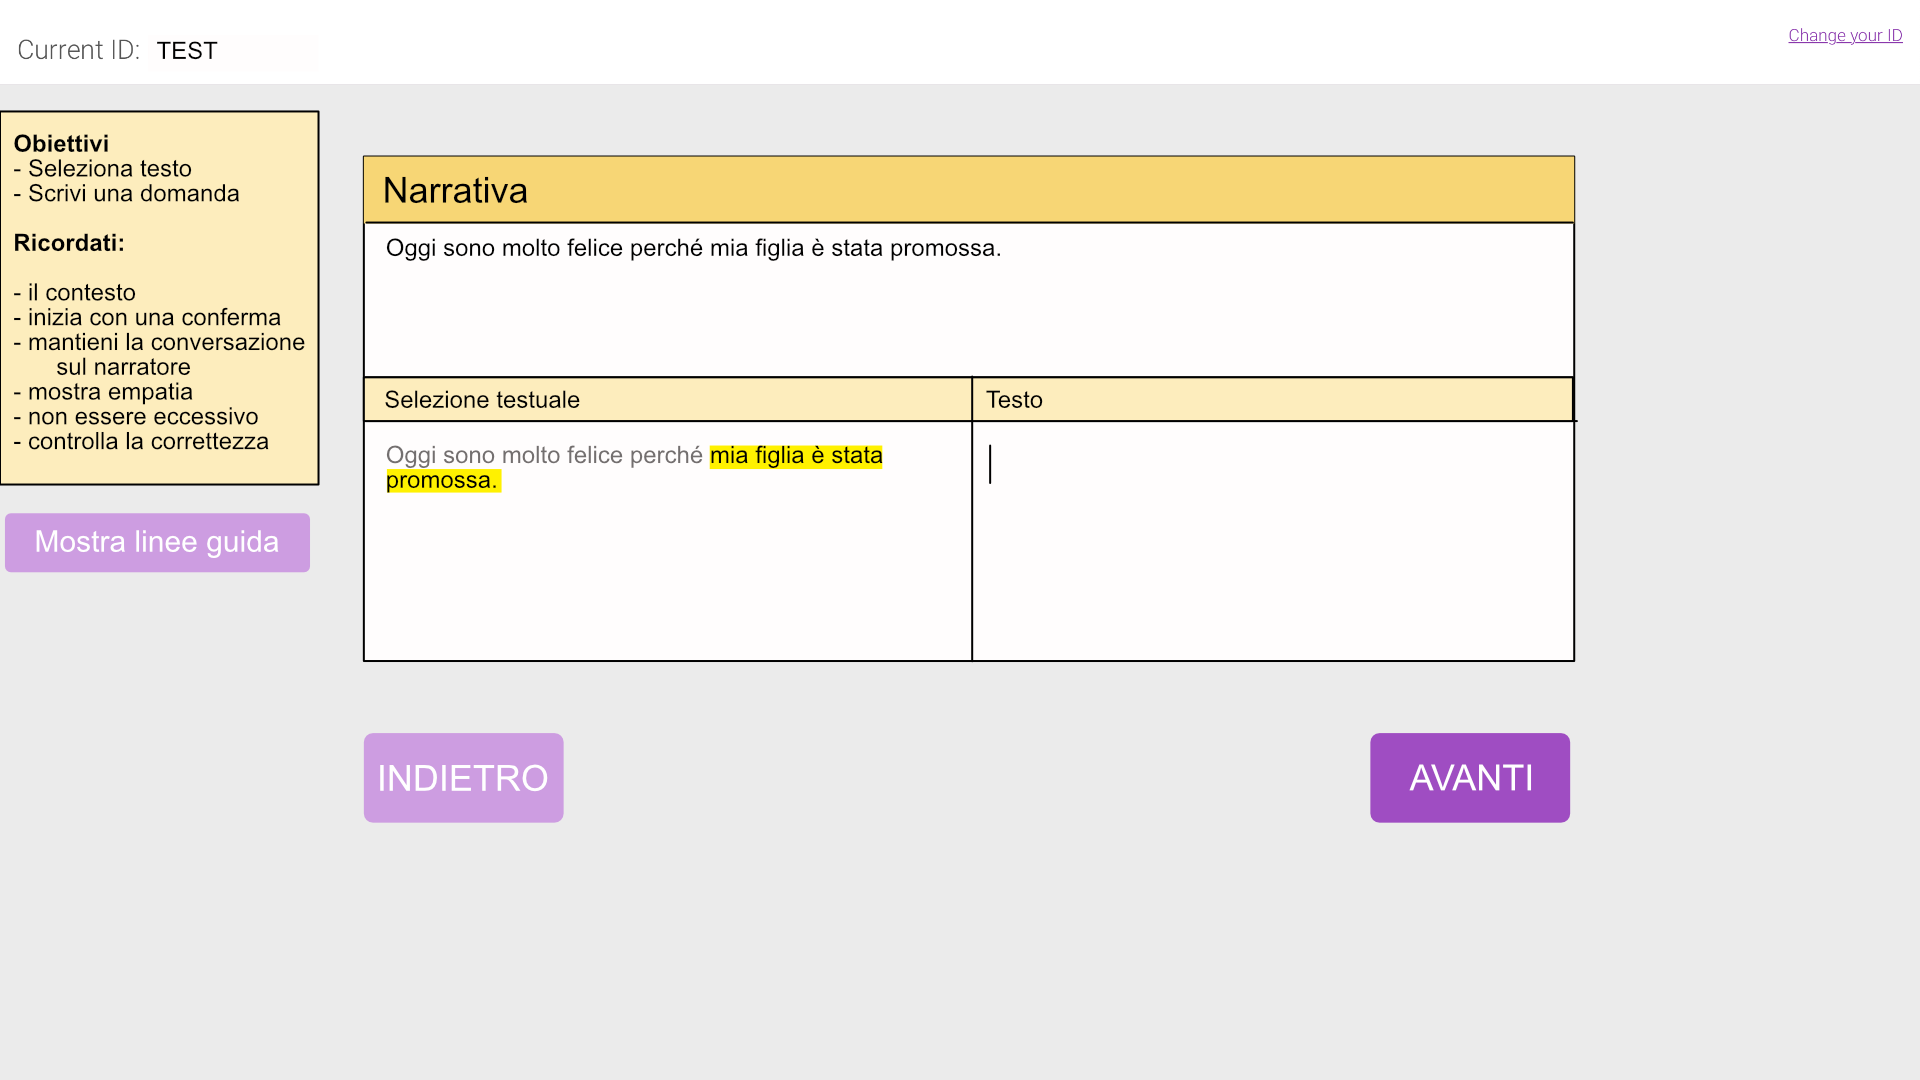 Current ID: TEST
Change your ID
Obiettivi
- Seleziona testo
- Scrivi una domanda
Ricordati:
- il contesto
- inizia con una conferma
- mantieni la conversazione
sul narratore
- mostra empatia
- non essere eccessivo
- controlla la correttezza
Mostra linee guida
Narrativa
Oggi sono molto felice perché mia figlia è stata promossa.
Selezione testuale
Testo
Oggi sono molto felice perché mia figlia è stata
promossa.
INDIETRO
AVANTI